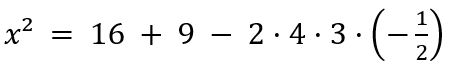 x² = 16 + 9 − 2 · 4 · 3 · (−1/2)